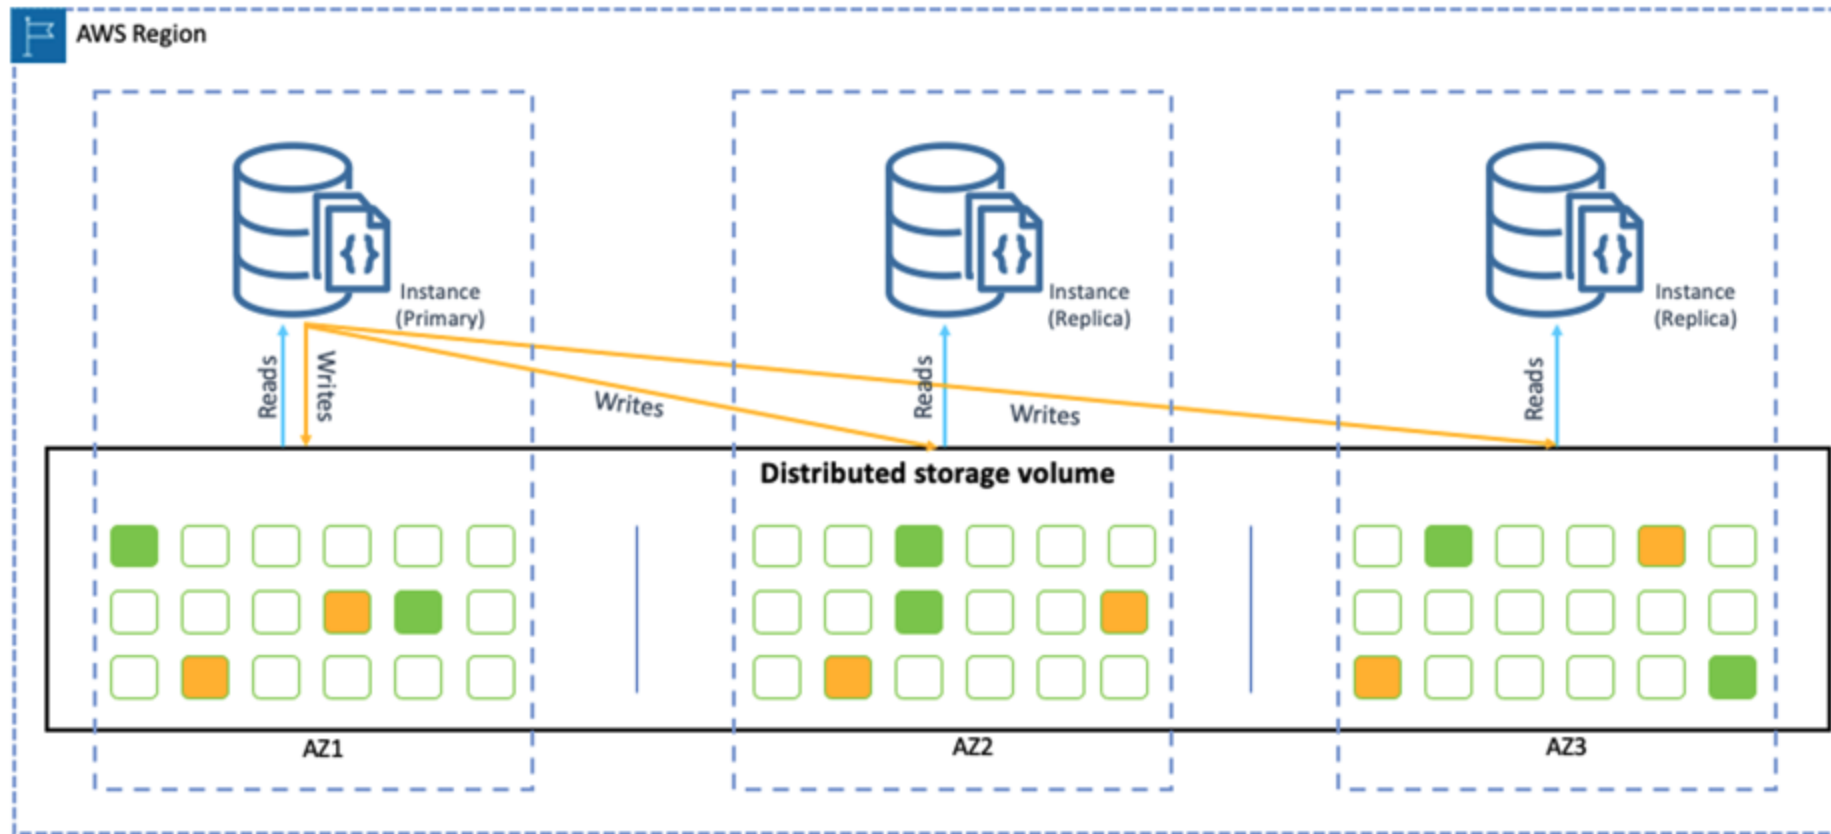 AWS Region
Instance
(Primary)
Instance
(Replica)
Instance
(Replica)
Reads
Writes
Writes
Reads
Writes
Reads
Distributed storage volume
AZ1
AZ2
AZ3